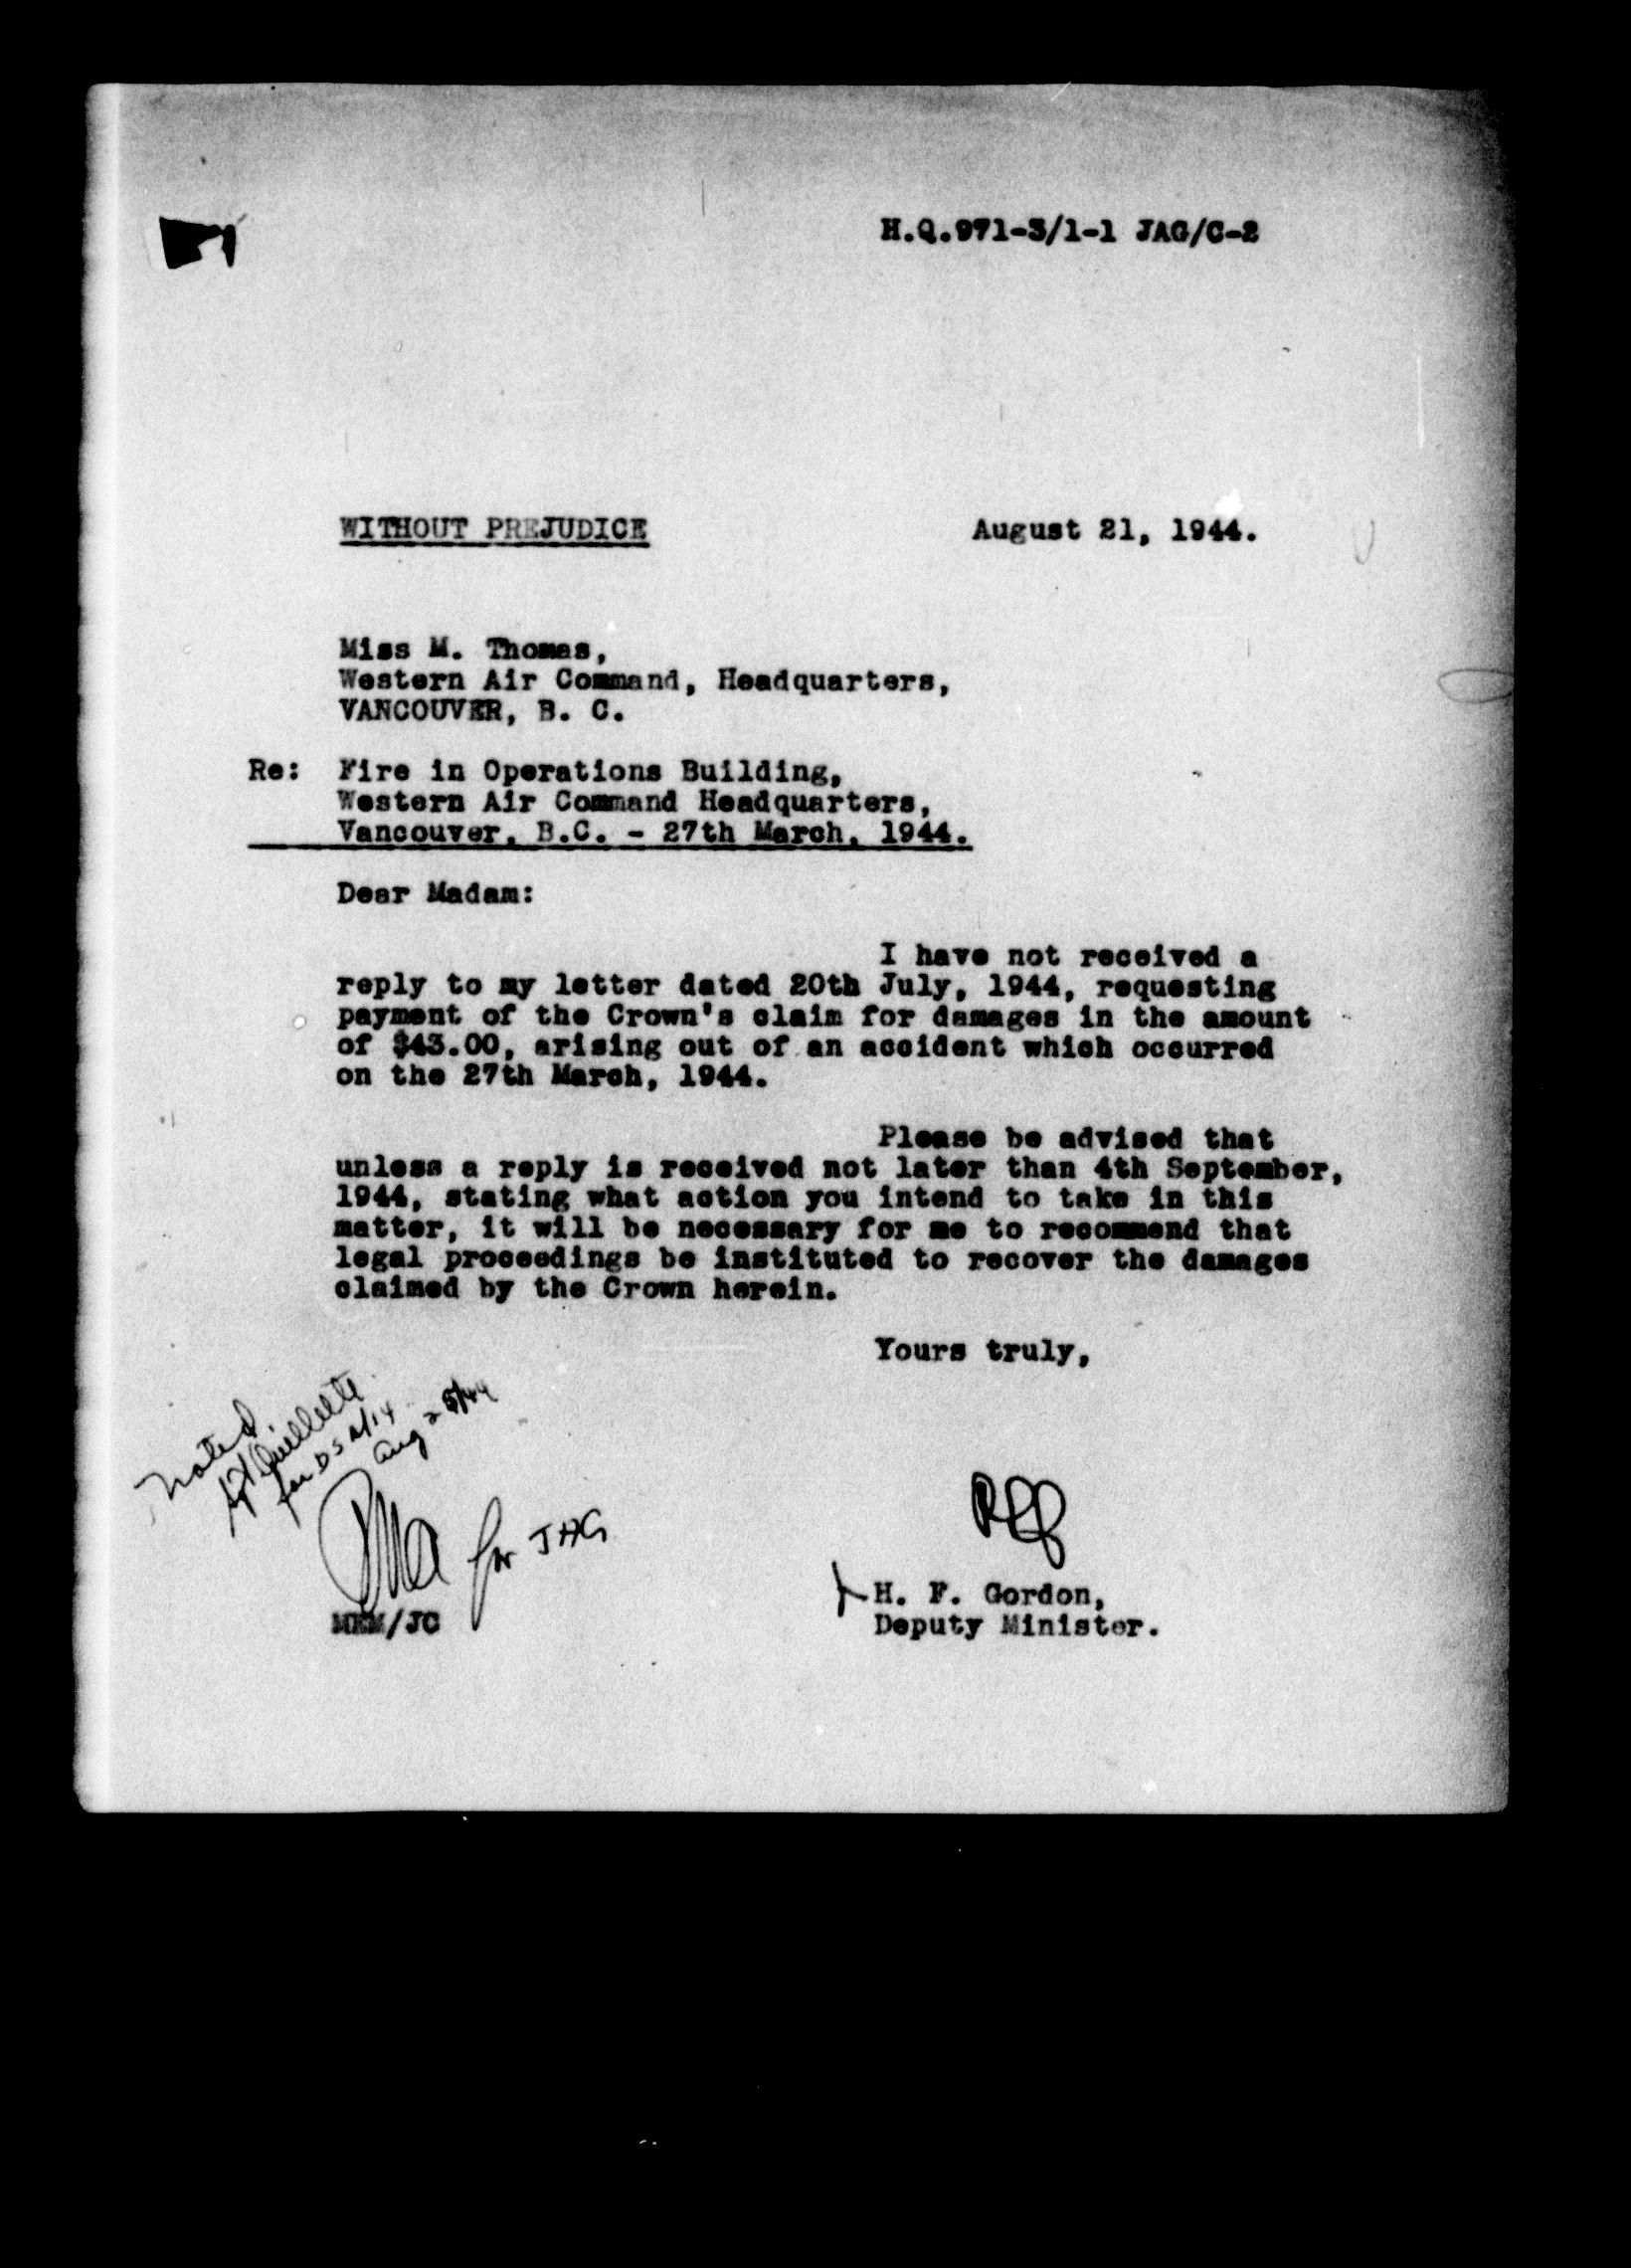 H.Q.971-3/1-1 JAG/C-2
WITHOUT PREJUDICE August 21, 1944.
Miss M. Thomas,
Western Air Command, Headquarters,
VANCOUVER, B. C.
Re: Fire in Operations Building,
Western Air Command Headquarters,
Vancouver, B.C. - 27th March, 1944.
Dear Madam:
I have not received a
reply to my letter dated 20th July, 1944, requesting
payment of the Crown's claim for damages in the amount
of $43.00, arising out of an accident which occurred
on the 27th March, 1944.
Please be advised that
unless a reply is received not later than 4th September,
1944, stating what action you intend to take in this
matter, it will be necessary for me to recommend that
legal proceedings be instituted to recover the damages
claimed by the Crown herein.
Yours truly,
Noted
for
Aug
for
H. F. Gordon,
MEM/JC Deputy Minister.